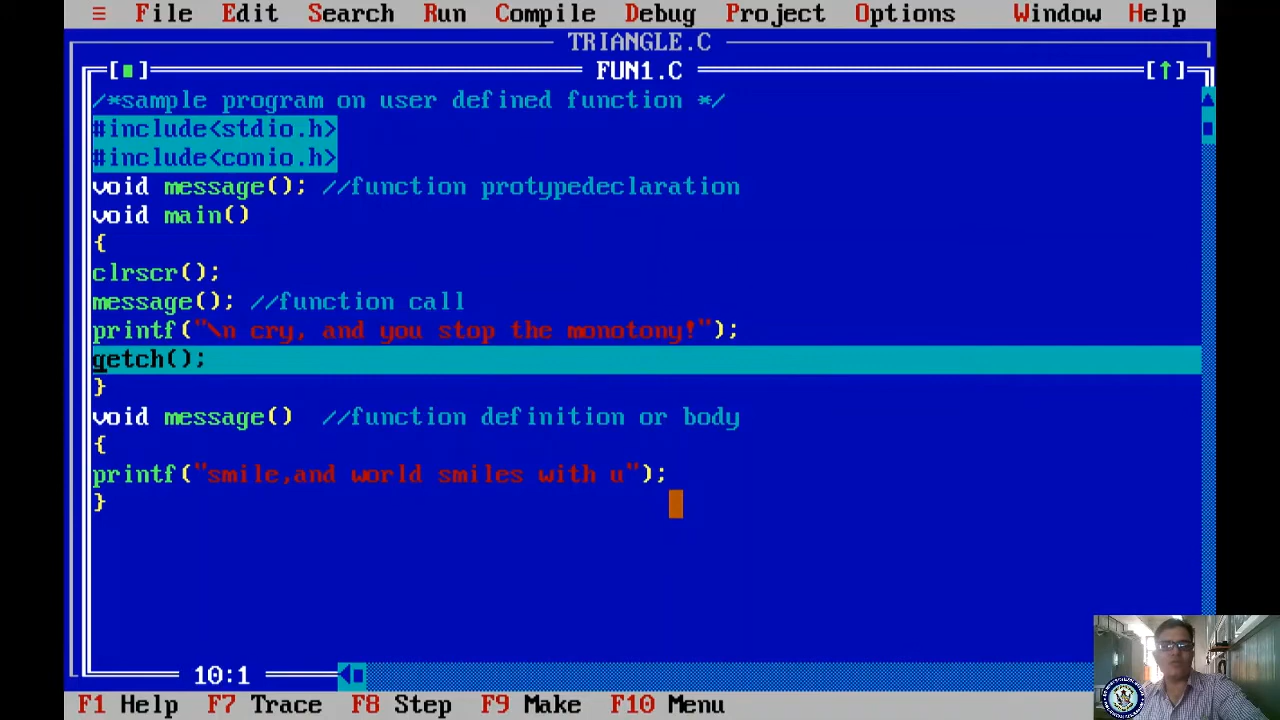 ≡ File Edit Search Run Compile Debug Project Options Window Help
TRIANGLE.C
[■] FUN1.C [↑]
/*sample program on user defined function */
#include<stdio.h>
#include<conio.h>
void message(); //function protypedeclaration
void main()
{
clrscr();
message(); //function call
printf("\n cry, and you stop the monotony!");
getch();
}
void message()  //function definition or body
{
printf("smile,and world smiles with u");
}
10:1
F1 Help F7 Trace F8 Step F9 Make F10 Menu